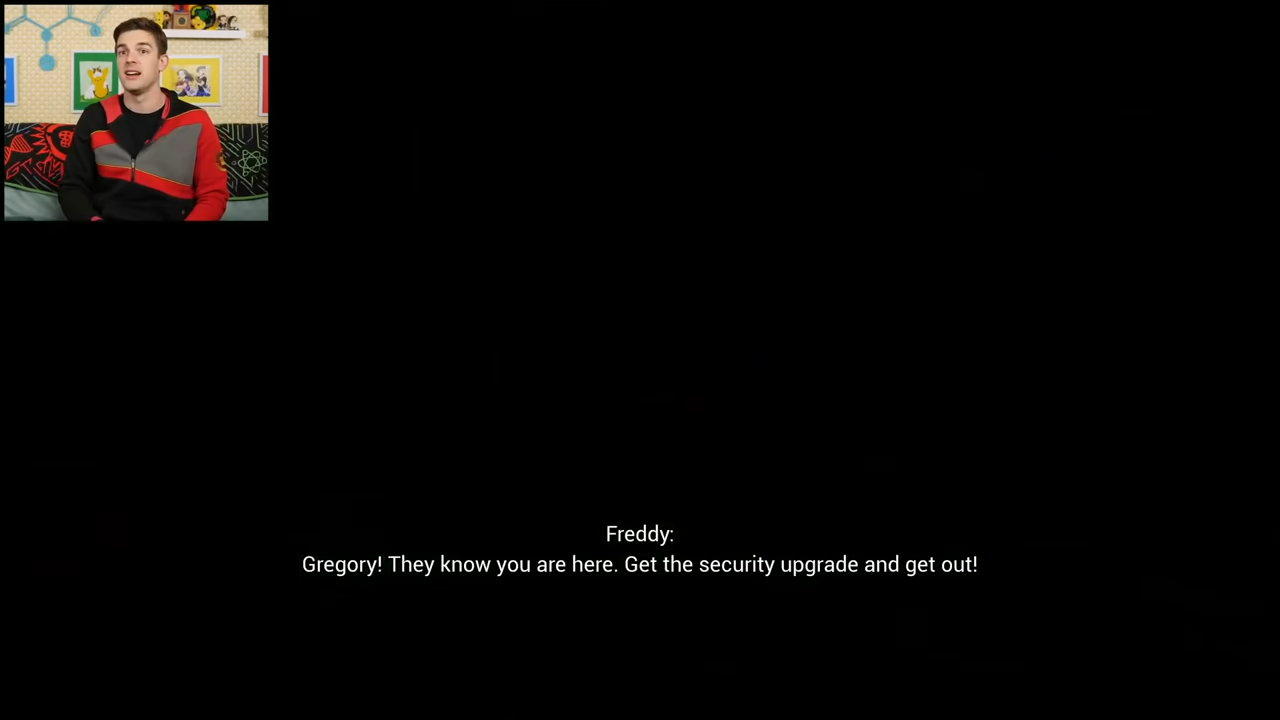 Freddy:
Gregory! They know you are here. Get the security upgrade and get out!